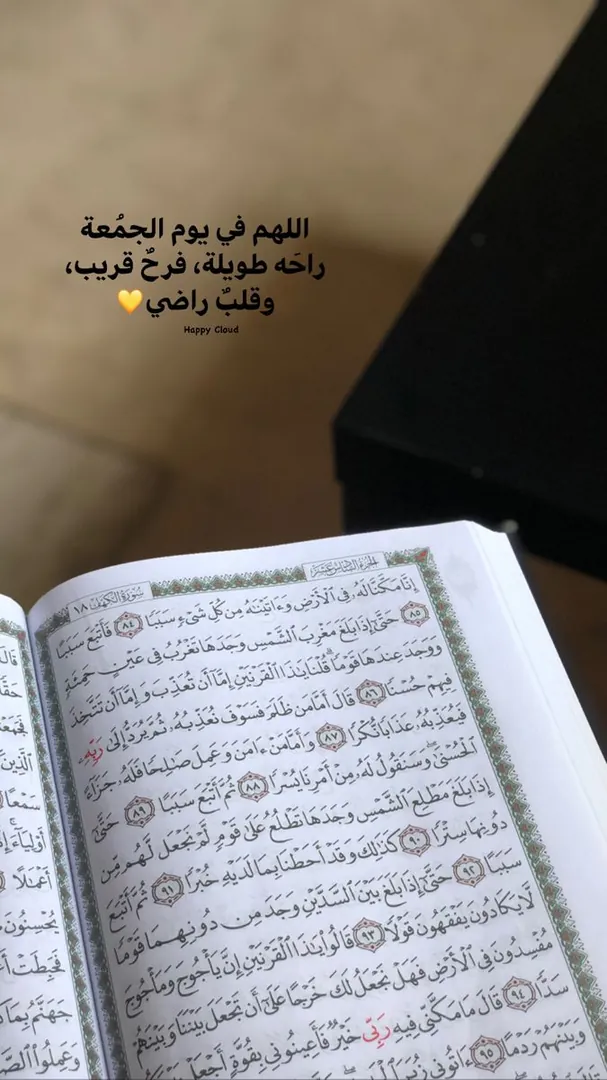 اللهم في يوم الجمُعة
راحَه طويلة، فرحٌ قريب،
وقلبٌ راضي💛
Happy Cloud
الجزء السادس عشر
سورة الكهف ١٨
إِنَّا مَكَّنَّا لَهُۥ فِى ٱلْأَرْضِ وَءَاتَيْنَٰهُ مِن كُلِّ شَىْءٍ سَبَبًا ٨٤ فَأَتْبَعَ سَبَبًا
٨٥ حَتَّىٰٓ إِذَا بَلَغَ مَغْرِبَ ٱلشَّمْسِ وَجَدَهَا تَغْرُبُ فِى عَيْنٍ حَمِئَةٍ
وَوَجَدَ عِندَهَا قَوْمًا ۗ قُلْنَا يَٰذَا ٱلْقَرْنَيْنِ إِمَّآ أَن تُعَذِّبَ وَإِمَّآ أَن تَتَّخِذَ
فِيهِمْ حُسْنًا ٨٦ قَالَ أَمَّا مَن ظَلَمَ فَسَوْفَ نُعَذِّبُهُۥ ثُمَّ يُرَدُّ إِلَىٰ رَبِّهِۦ
فَيُعَذِّبُهُۥ عَذَابًا نُّكْرًا ٨٧ وَأَمَّا مَنْ ءَامَنَ وَعَمِلَ صَٰلِحًا فَلَهُۥ جَزَآءً
ٱلْحُسْنَىٰ ۖ وَسَنَقُولُ لَهُۥ مِنْ أَمْرِنَا يُسْرًا ٨٨ ثُمَّ أَتْبَعَ سَبَبًا ٨٩ حَتَّىٰٓ
إِذَا بَلَغَ مَطْلِعَ ٱلشَّمْسِ وَجَدَهَا تَطْلُعُ عَلَىٰ قَوْمٍ لَّمْ نَجْعَل لَّهُم مِّن
دُونِهَا سِتْرًا ٩٠ كَذَٰلِكَ وَقَدْ أَحَطْنَا بِمَا لَدَيْهِ خُبْرًا ٩١ ثُمَّ أَتْبَعَ
سَبَبًا ٩٢ حَتَّىٰٓ إِذَا بَلَغَ بَيْنَ ٱلسَّدَّيْنِ وَجَدَ مِن دُونِهِمَا قَوْمًا
لَّا يَكَادُونَ يَفْقَهُونَ قَوْلًا ٩٣ قَالُوا۟ يَٰذَا ٱلْقَرْنَيْنِ إِنَّ يَأْجُوجَ وَمَأْجُوجَ
مُفْسِدُونَ فِى ٱلْأَرْضِ فَهَلْ نَجْعَلُ لَكَ خَرْجًا عَلَىٰٓ أَن تَجْعَلَ بَيْنَنَا وَبَيْنَهُمْ
سَدًّا ٩٤ قَالَ مَا مَكَّنِّى فِيهِ رَبِّى خَيْرٌ فَأَعِينُونِى بِقُوَّةٍ أَجْعَلْ بَيْنَكُمْ
وَبَيْنَهُمْ رَدْمًا ٩٥ ءَاتُونِى زُبَرَ